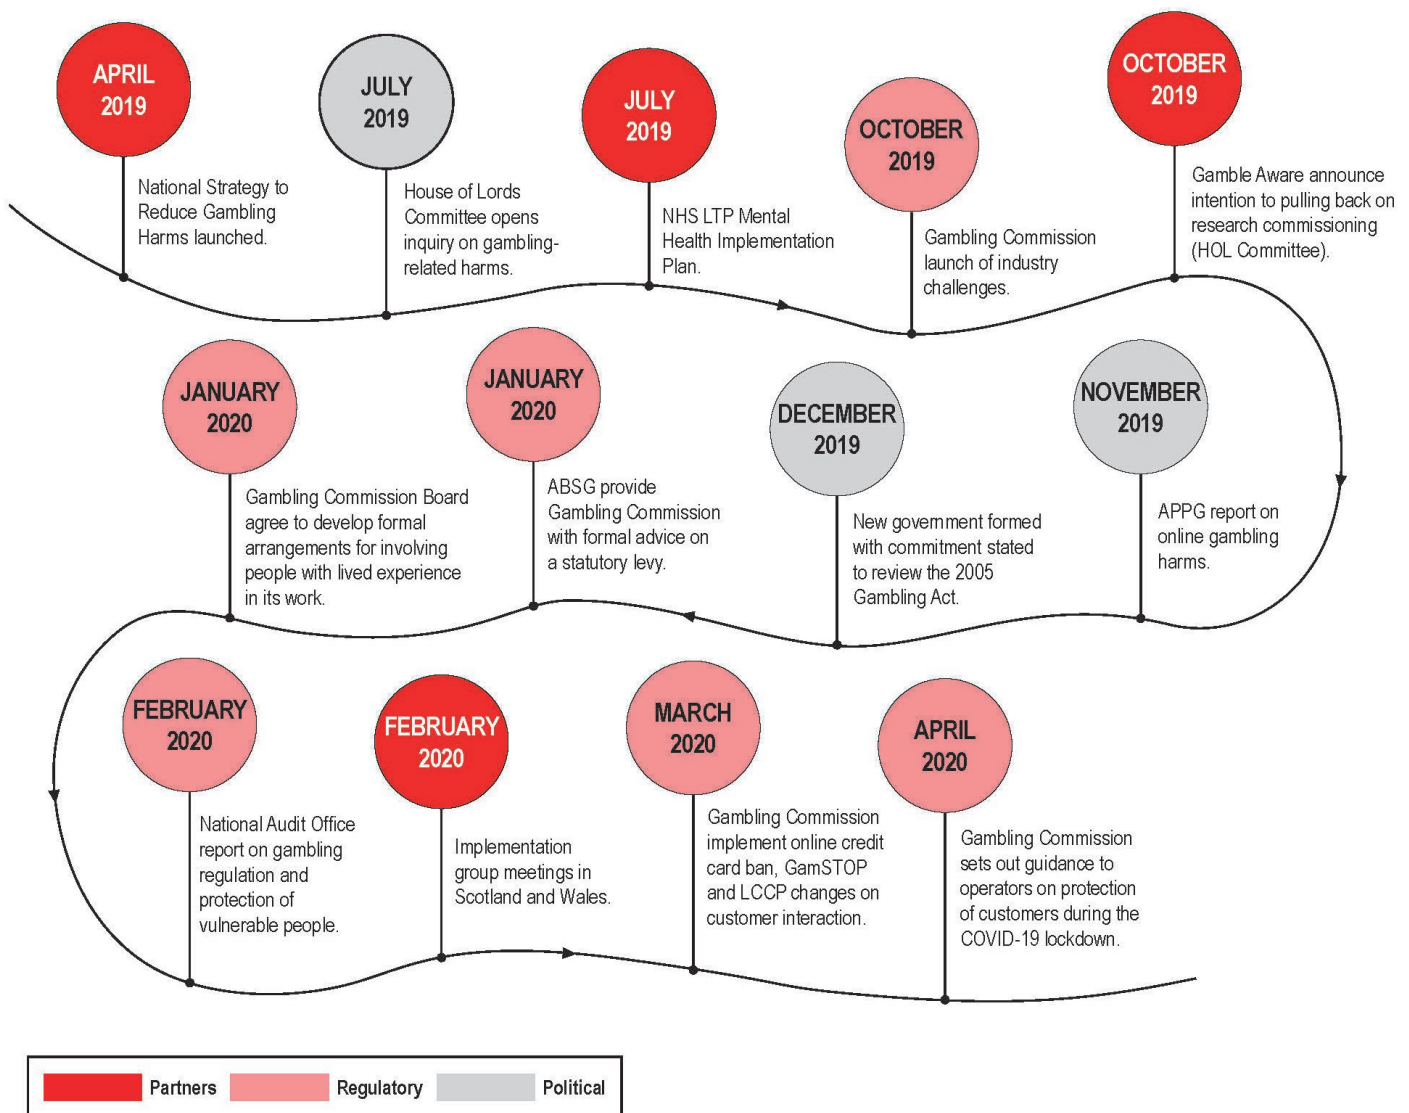 APRIL
2019
National Strategy to
Reduce Gambling
Harms launched.
JULY
2019
House of Lords
Committee opens
inquiry on gambling-
related harms.
JULY
2019
NHS LTP Mental
Health Implementation
Plan.
OCTOBER
2019
Gambling Commission
launch of industry
challenges.
OCTOBER
2019
Gamble Aware announce
intention to pulling back on
research commissioning
(HOL Committee).
NOVEMBER
2019
APPG report on
online gambling
harms.
DECEMBER
2019
New government formed
with commitment stated
to review the 2005
Gambling Act.
JANUARY
2020
ABSG provide
Gambling Commission
with formal advice on
a statutory levy.
JANUARY
2020
Gambling Commission Board
agree to develop formal
arrangements for involving
people with lived experience
in its work.
FEBRUARY
2020
National Audit Office
report on gambling
regulation and
protection of
vulnerable people.
FEBRUARY
2020
Implementation
group meetings in
Scotland and Wales.
MARCH
2020
Gambling Commission
implement online credit
card ban, GamSTOP
and LCCP changes on
customer interaction.
APRIL
2020
Gambling Commission
sets out guidance to
operators on protection
of customers during the
COVID-19 lockdown.
Partners
Regulatory
Political